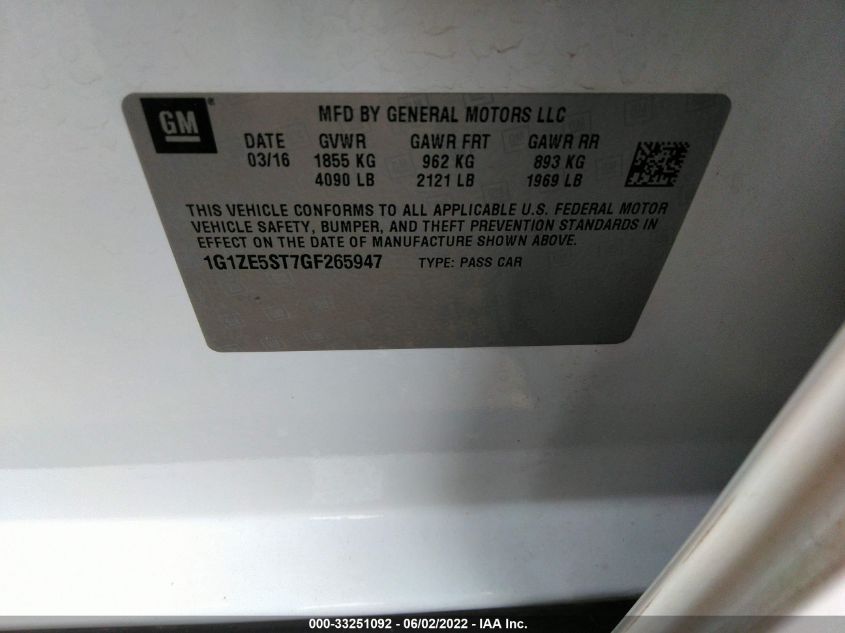 GM®
MFD BY GENERAL MOTORS LLC
DATE GVWR GAWR FRT GAWR RR
03/16 1855 KG 962 KG 893 KG
4090 LB 2121 LB 1969 LB
THIS VEHICLE CONFORMS TO ALL APPLICABLE U.S. FEDERAL MOTOR
VEHICLE SAFETY, BUMPER, AND THEFT PREVENTION STANDARDS IN
EFFECT ON THE DATE OF MANUFACTURE SHOWN ABOVE.
1G1ZE5ST7GF265947 TYPE: PASS CAR
000-33251092 - 06/02/2022 - IAA Inc.